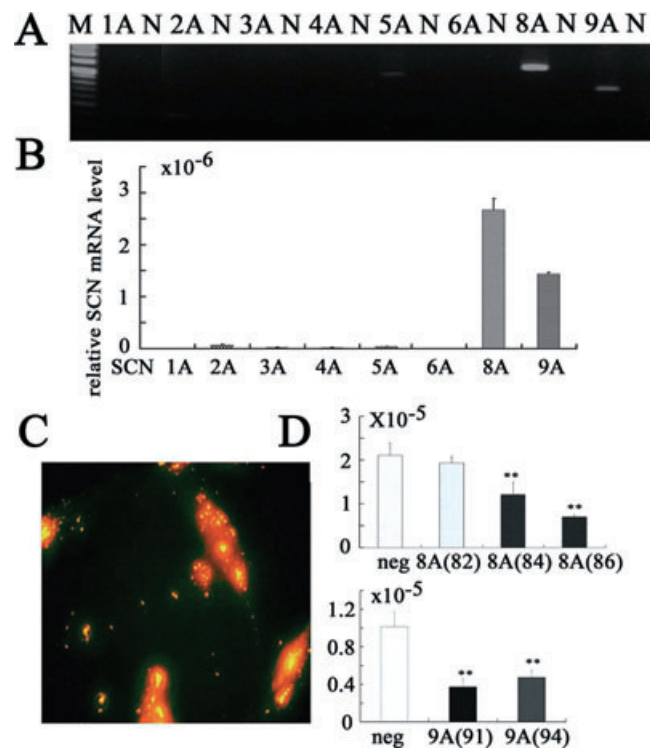 A
M 1A N 2A N 3A N 4A N 5A N 6A N 8A N 9A N
B
x10-6
relative SCN mRNA level
3
2
1
0
SCN 1A 2A 3A 4A 5A 6A 8A 9A
C
D
X10-5
3
2
1
0
** **
neg 8A(82) 8A(84) 8A(86)
x10-5
1.2
0.8
0.4
0
** **
neg 9A(91) 9A(94)